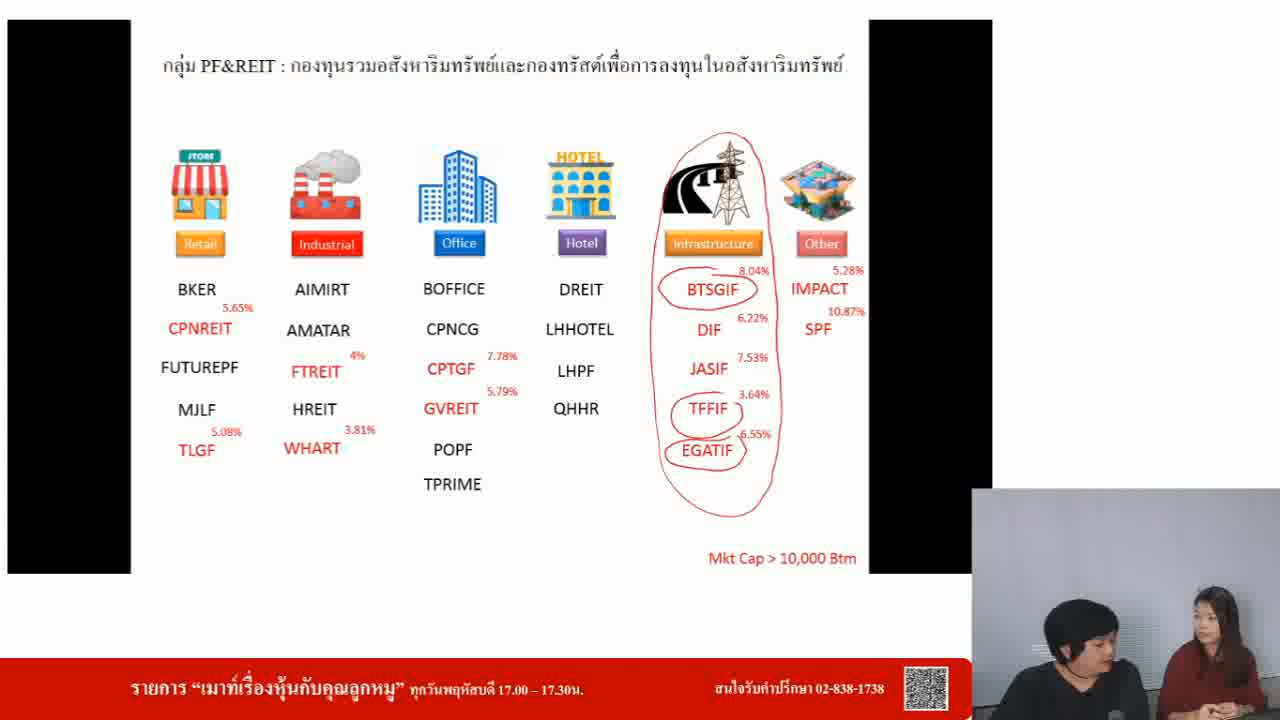 กลุ่ม PF&REIT : กองทุนรวมอสังหาริมทรัพย์และกองทรัสต์เพื่อการลงทุนในอสังหาริมทรัพย์
STORE
HOTEL
Retail
Industrial
Office
Hotel
Infrastructure
Other
BKER
5.65%
CPNREIT
FUTUREPF
MJLF
5.08%
TLGF
AIMIRT
AMATAR
4%
FTREIT
HREIT
3.81%
WHART
BOFFICE
CPNCG
7.78%
CPTGF
5.79%
GVREIT
POPF
TPRIME
DREIT
LHHOTEL
LHPF
QHHR
8.04%
BTSGIF
6.22%
DIF
7.53%
JASIF
3.64%
TFFIF
6.55%
EGATIF
5.28%
IMPACT
10.87%
SPF
Mkt Cap > 10,000 Btm
รายการ “เมาท์เรื่องหุ้นกับคุณลูกหมู” ทุกวันพฤหัสบดี 17.00 – 17.30น.
สนใจรับคำปรึกษา 02-838-1738